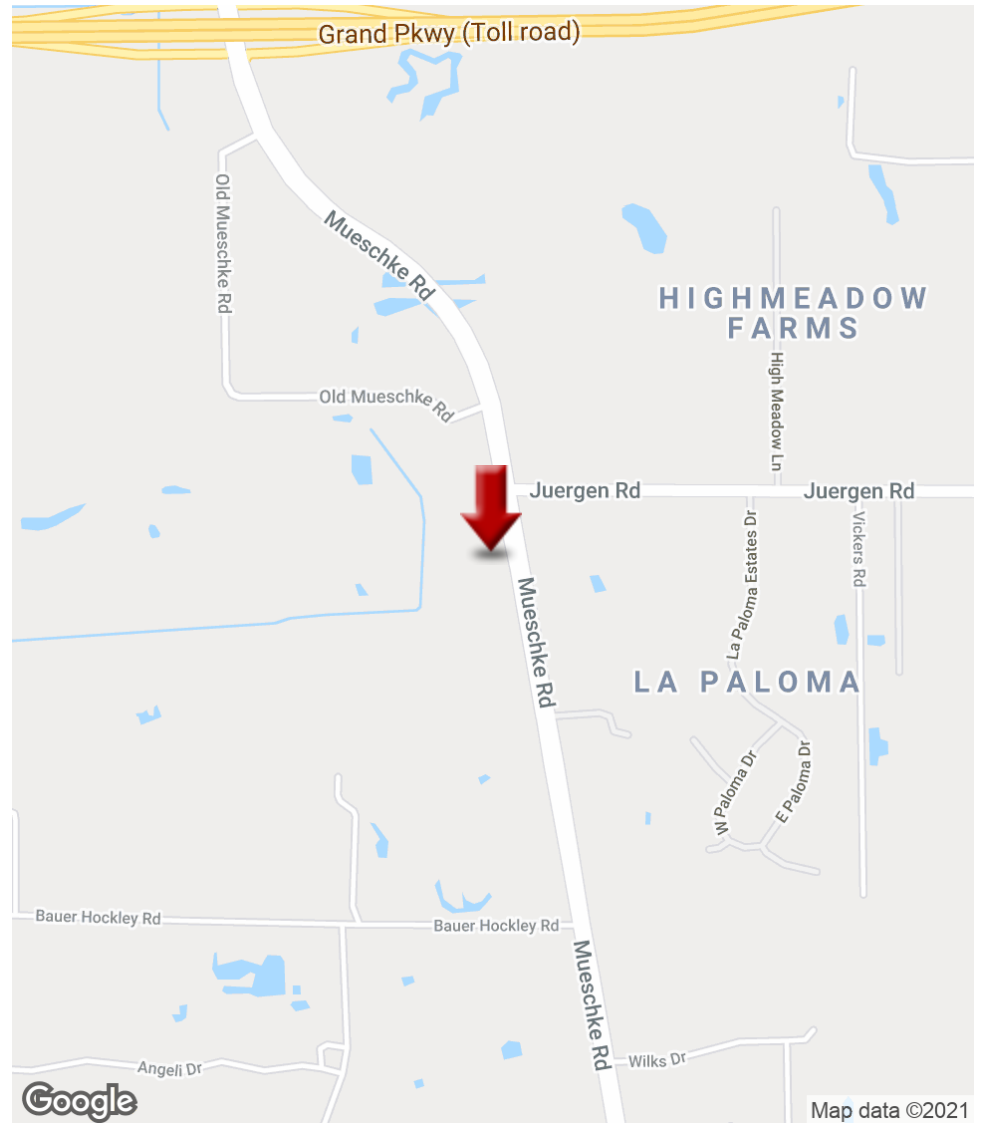 Grand Pkwy (Toll road)
Old Mueschke Rd
Mueschke Rd
HIGHMEADOW
FARMS
High Meadow Ln
Old Mueschke Rd
Juergen Rd
Juergen Rd
La Paloma Estates Dr
Vickers Rd
Mueschke Rd
LA PALOMA
W Paloma Dr
E Paloma Dr
Bauer Hockley Rd
Bauer Hockley Rd
Mueschke Rd
Wilks Dr
Angeli Dr
Google
Map data ©2021